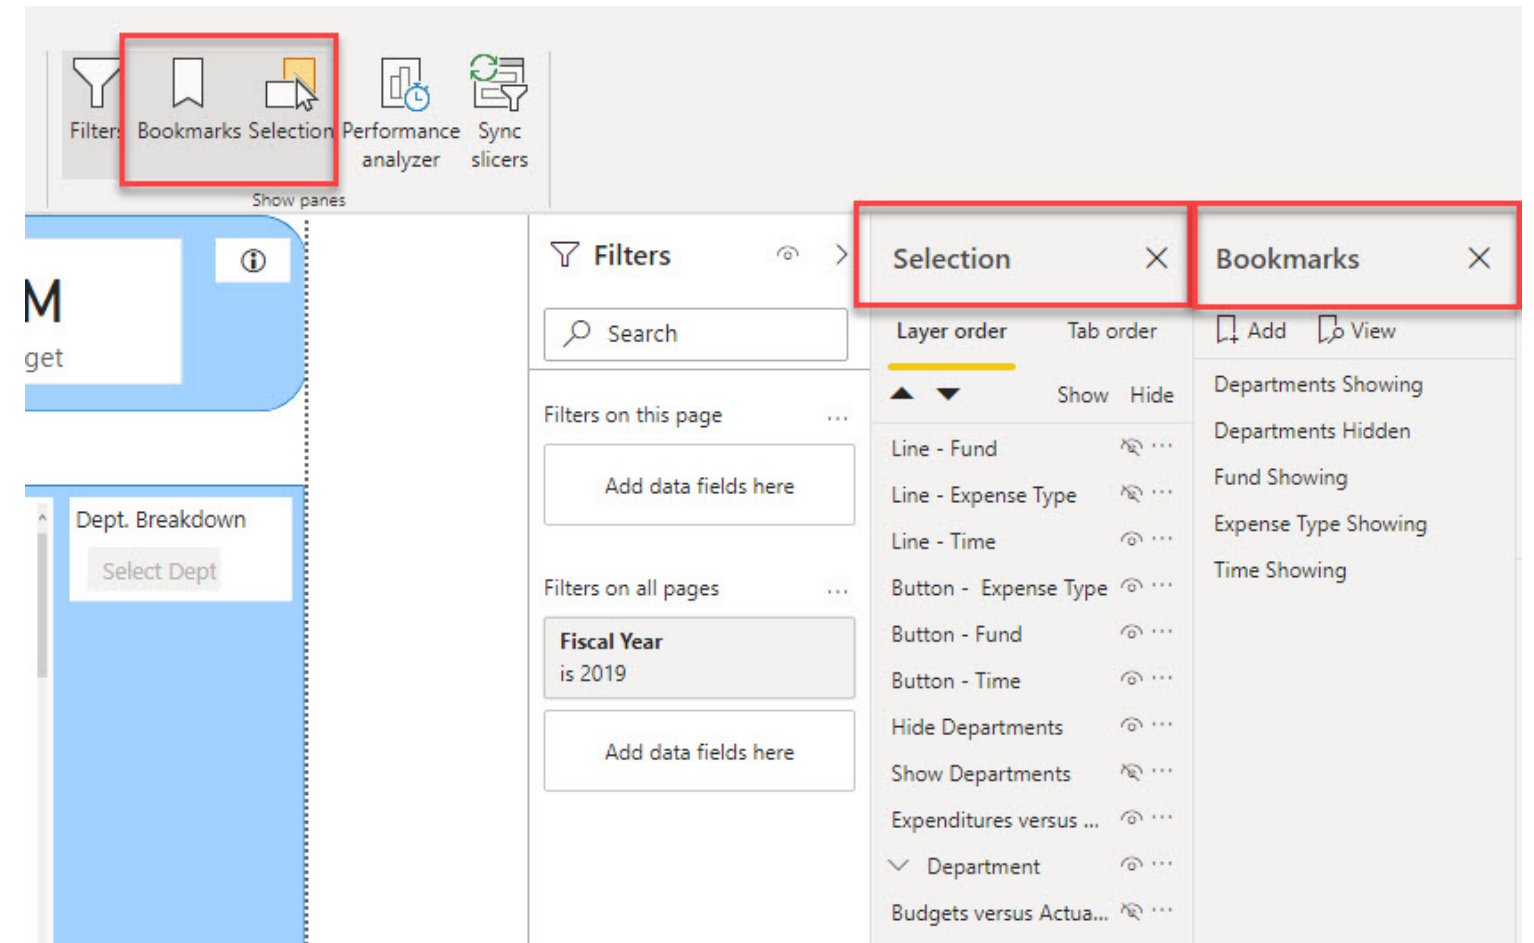 Filters
Bookmarks
Selection
Performance
analyzer
Sync
slicers
Show panes
M
get
Dept. Breakdown
Select Dept
Filters
Search
Filters on this page
...
Add data fields here
Filters on all pages
...
Fiscal Year
is 2019
Add data fields here
Selection
Layer order
Tab order
Show Hide
Line - Fund ...
Line - Expense Type ...
Line - Time ...
Button - Expense Type ...
Button - Fund ...
Button - Time ...
Hide Departments ...
Show Departments ...
Expenditures versus ... ...
Department ...
Budgets versus Actua... ...
Bookmarks
Add View
Departments Showing
Departments Hidden
Fund Showing
Expense Type Showing
Time Showing